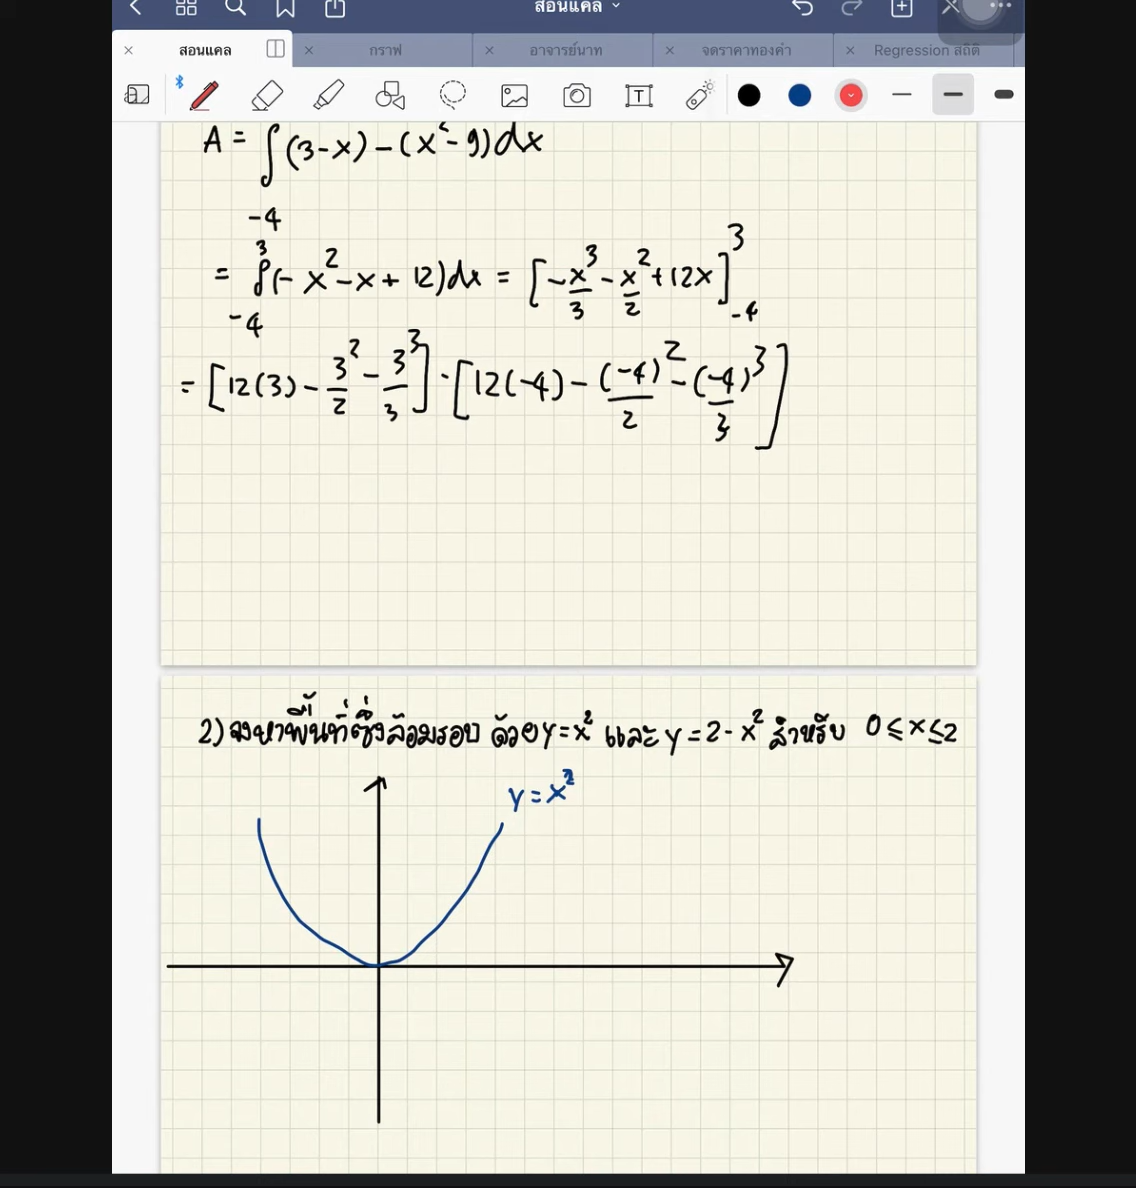 สอนแคล
สอนแคล กราฟ อาจารย์นาท จดราคาทองคำ Regression สถิติ
A = ∫(3-x)-(x²-9)dx
-4
= ∫₋₄³(-x²-x+12)dx = [-x³/3-x²/2+12x]₋₄³
= [12(3)-3²/2-3³/3]-[12(-4)-(-4)²/2-(-4)³/3]
2) จงหาพื้นที่ซึ่งล้อมรอบ ด้วย y=x² และ y=2-x² สำหรับ 0≤x≤2
y=x²